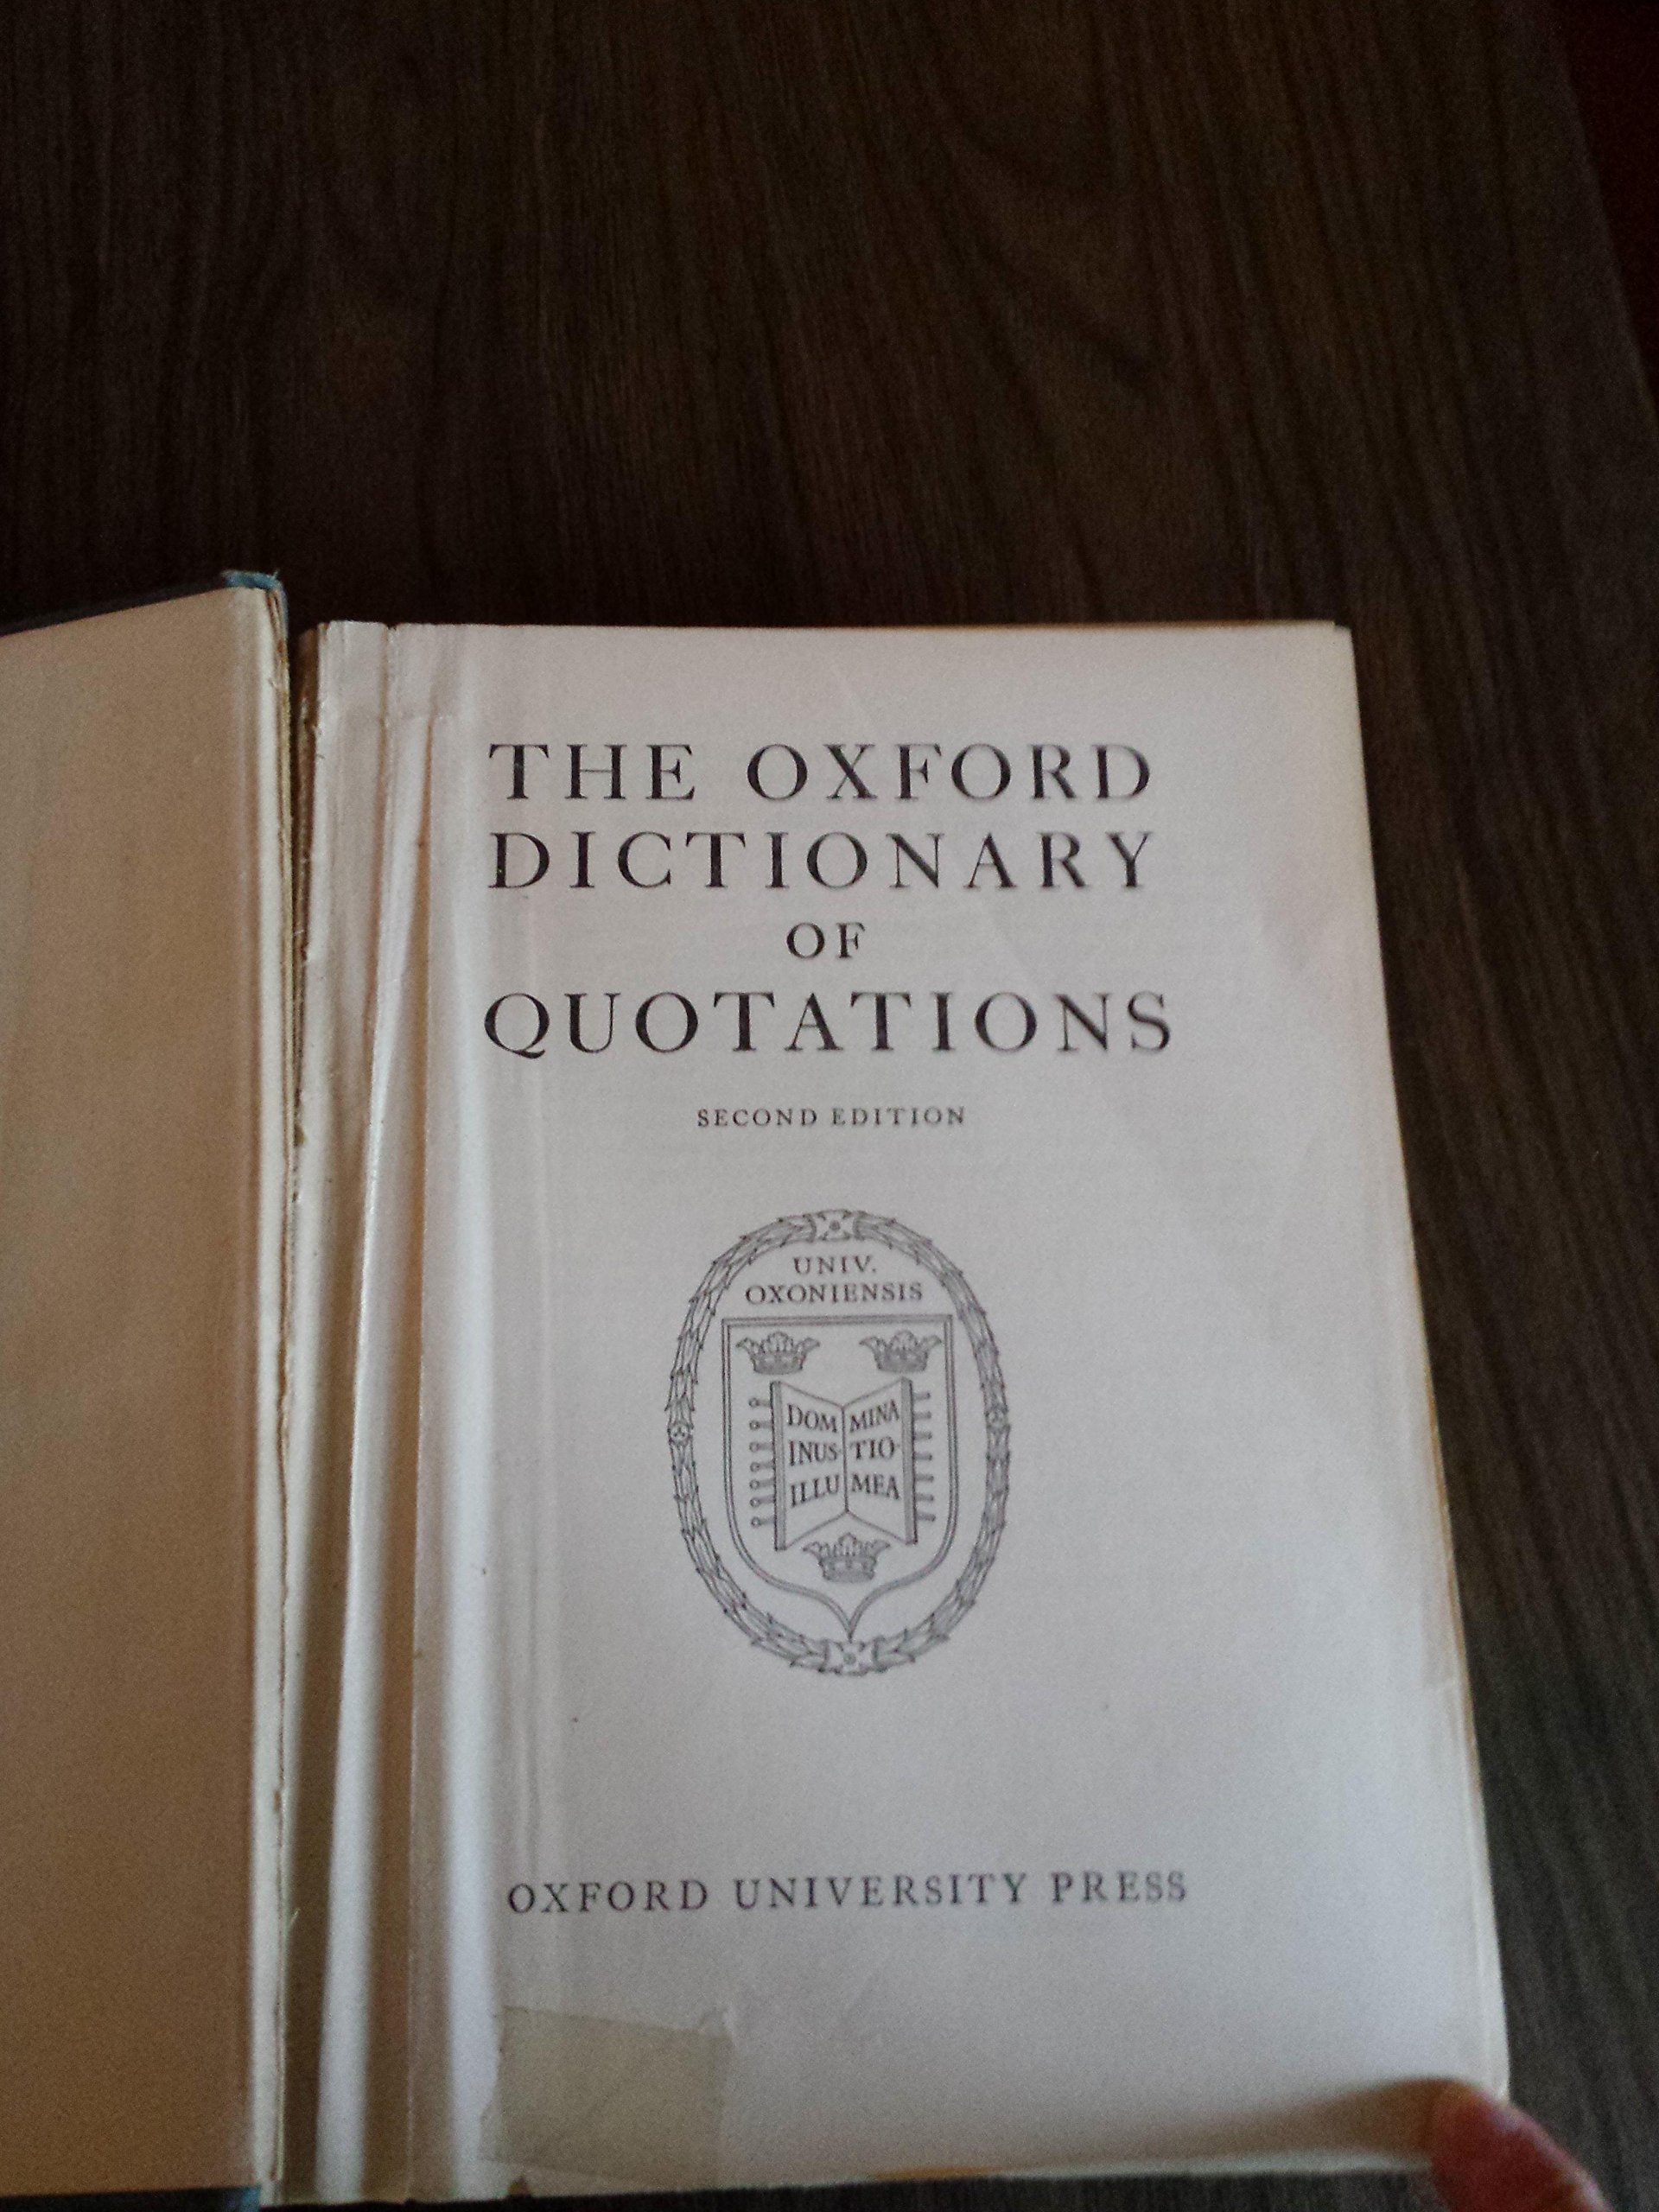 THE OXFORD
DICTIONARY
OF
QUOTATIONS
SECOND EDITION
UNIV.
OXONIENSIS
DOM MINA
INUS TIO
ILLU MEA
OXFORD UNIVERSITY PRESS